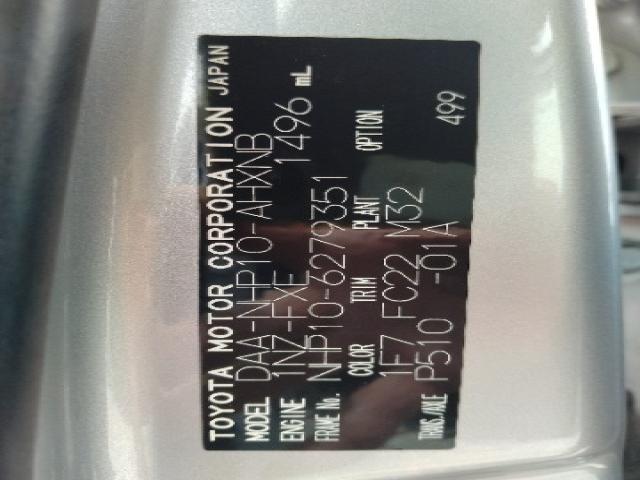 TOYOTA MOTOR CORPORATION JAPAN
MODEL DAA-NHP10-AHXNB
ENGINE 1NZ-FXE 1496 mL
FRAME No. NHP10-6279351
COLOR TRIM PLANT OPTION
1F7 FC22 M32
TRANS./AXLE P510 -01A 499